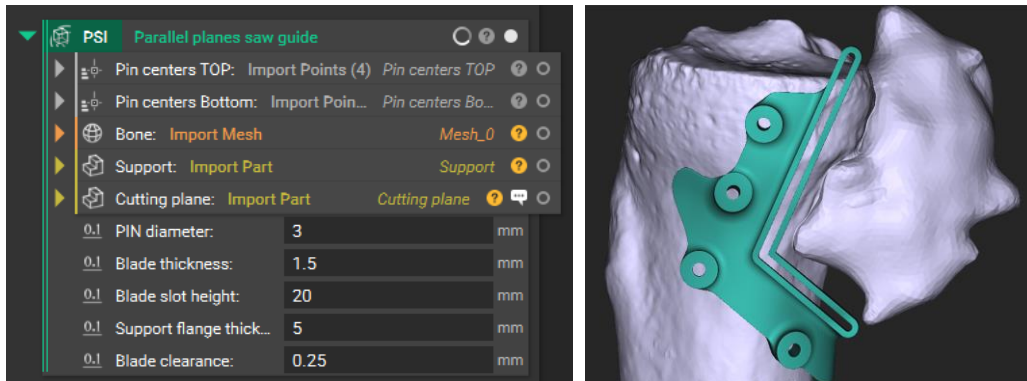 PSI Parallel planes saw guide
Pin centers TOP: Import Points (4) Pin centers TOP
Pin centers Bottom: Import Poin... Pin centers Bo...
Bone: Import Mesh Mesh_0
Support: Import Part Support
Cutting plane: Import Part Cutting plane
0.1 PIN diameter: 3 mm
0.1 Blade thickness: 1.5 mm
0.1 Blade slot height: 20 mm
0.1 Support flange thick... 5 mm
0.1 Blade clearance: 0.25 mm